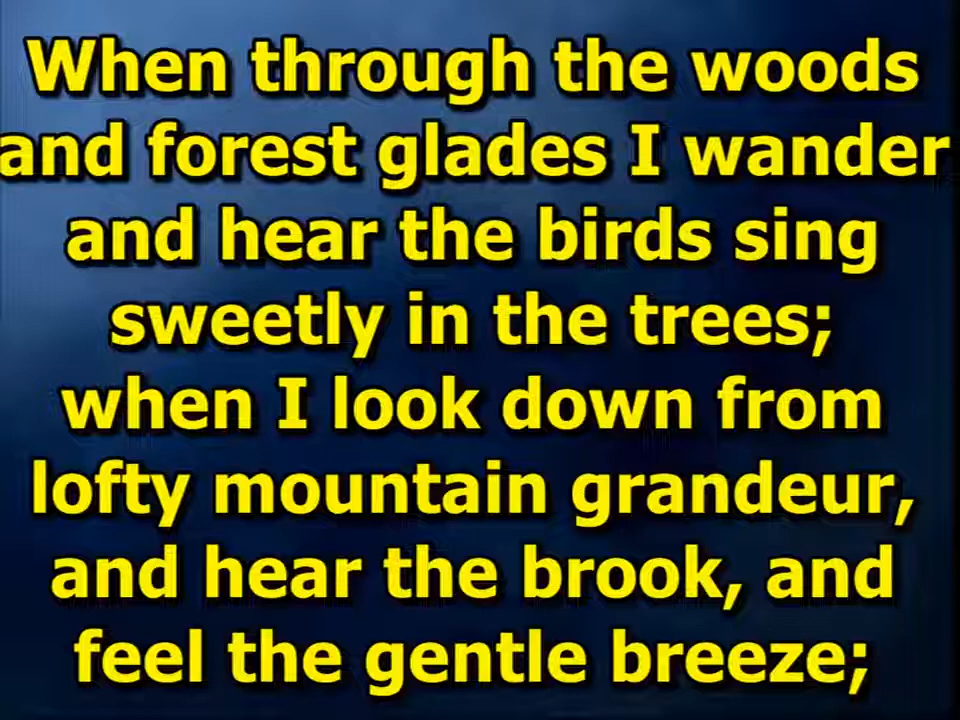 When through the woods
and forest glades I wander
and hear the birds sing
sweetly in the trees;
when I look down from
lofty mountain grandeur,
and hear the brook, and
feel the gentle breeze;